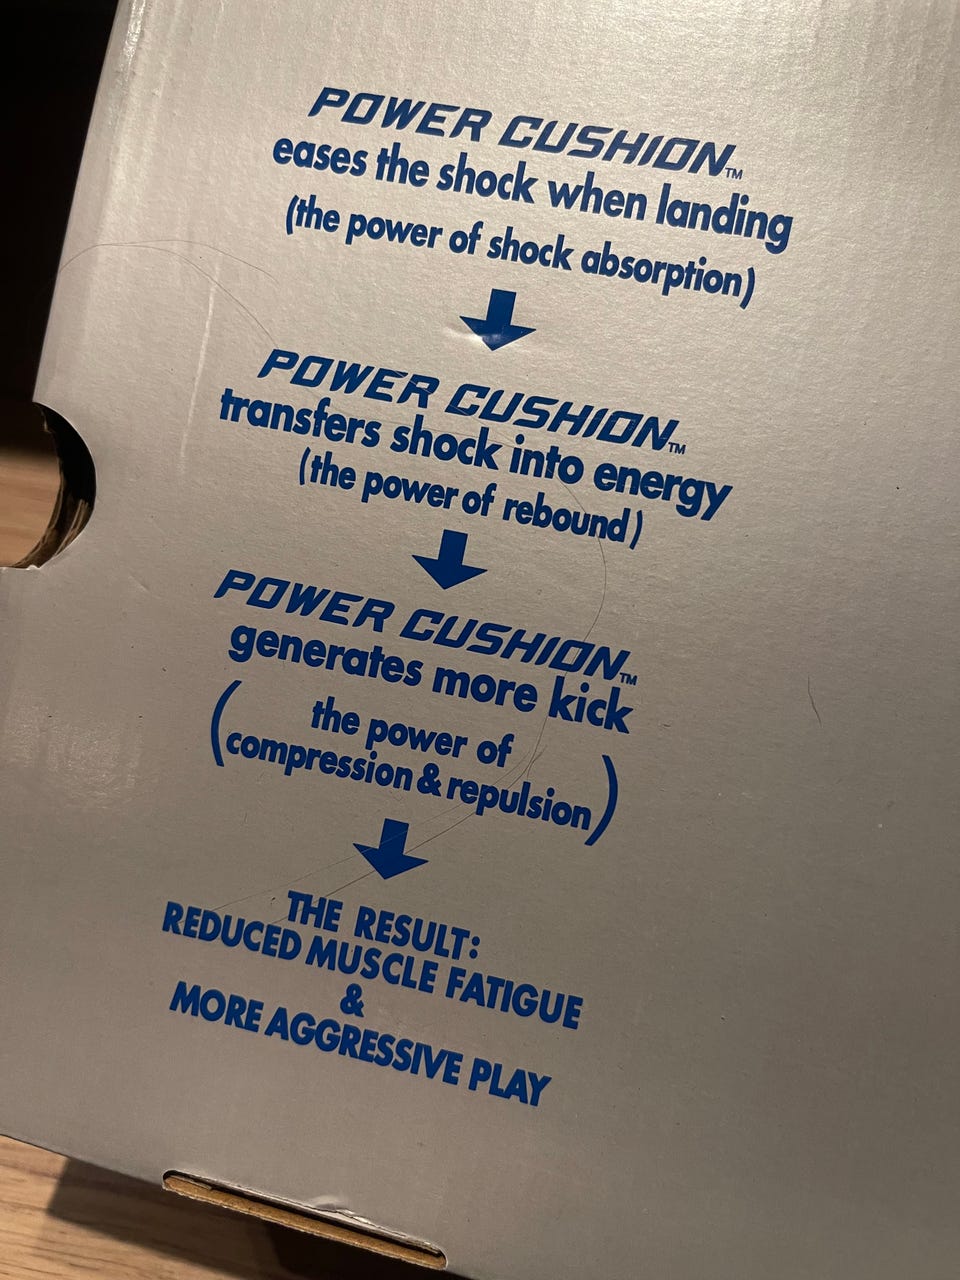 POWER CUSHION™
eases the shock when landing
(the power of shock absorption)
POWER CUSHION™
transfers shock into energy
(the power of rebound)
POWER CUSHION™
generates more kick
(the power of
compression & repulsion)
THE RESULT:
REDUCED MUSCLE FATIGUE
&
MORE AGGRESSIVE PLAY